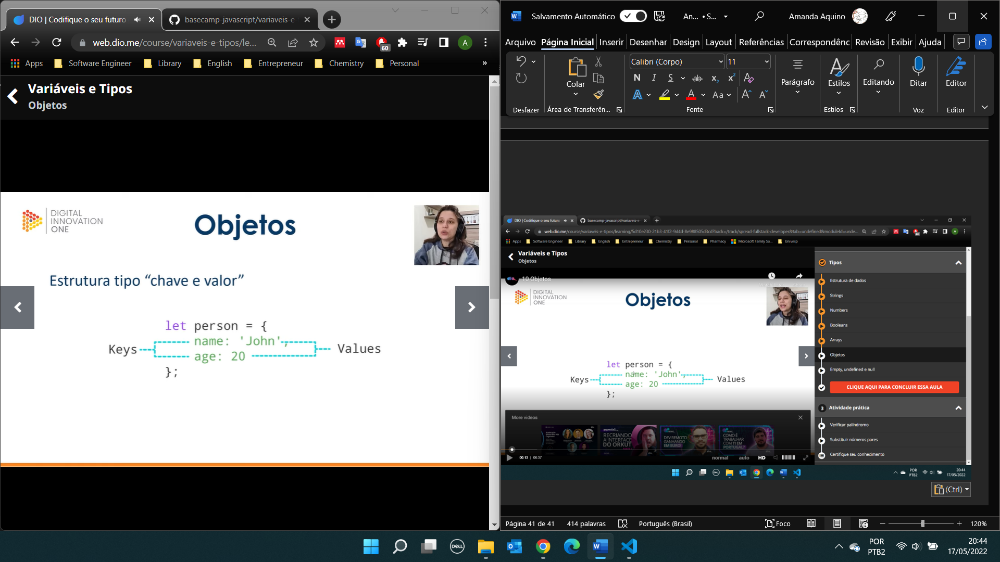 DIO | Codifique o seu futuro
basecamp-javascript/variaveis-e-
web.dio.me/course/variaveis-e-tipos/le...
60
A
Apps
Software Engineer
Library
English
Entrepreneur
Chemistry
Personal
»
Variáveis e Tipos
Objetos
DIGITAL
INNOVATION
ONE
Objetos
Estrutura tipo “chave e valor”
let person = {
name: 'John',
age: 20
};
Keys
Values
Salvamento Automático
An... • S...
Amanda Aquino
Arquivo
Página Inicial
Inserir
Desenhar
Design
Layout
Referências
Correspondênc
Revisão
Exibir
Ajuda
Desfazer
Colar
Área de Transferên...
Calibri (Corpo)
11
N I S ab x₂ x² A
A A Aa A A
Fonte
Parágrafo
Estilos
Estilos
Editando
Ditar
Voz
Editor
Editor
DIO | Codifique o seu futuro
basecamp-javascript/variaveis-e
web.dio.me/course/variaveis-e-tipos/learning/5d10e230-21b3-41f2-9d4d-8e988505d3cd?back=/track/spread-fullstack-developer&tab=undefined&moduleId=unde...
A
Apps
Software Engineer
Library
English
Entrepreneur
Chemistry
Personal
Pharmacy
Microsoft Family Sa...
Univesp
Variáveis e Tipos
Objetos
10 Objetos
DIGITAL
INNOVATION
ONE
Objetos
let person = {
name: 'John',
age: 20
};
Keys
Values
More videos
RECRIANDO
A INTERFACE
DO ORKUT
DEV REMOTO
GANHANDO
EM EURO!
COMO É
TRABALHAR
COM TI EM
PORTUGAL?
00:13 | 06:37
normal
auto
HD
Tipos
Estrutura de dados
Strings
Numbers
Booleans
Arrays
Objetos
Empty, undefined e null
CLIQUE AQUI PARA CONCLUIR ESSA AULA
3 Atividade prática
Verificar palíndromo
Substituir números pares
Certifique seu conhecimento
POR
PTB2
20:44
17/05/2022
(Ctrl)
Página 41 de 41
414 palavras
Português (Brasil)
Foco
120%
DELL
POR
PTB2
20:44
17/05/2022